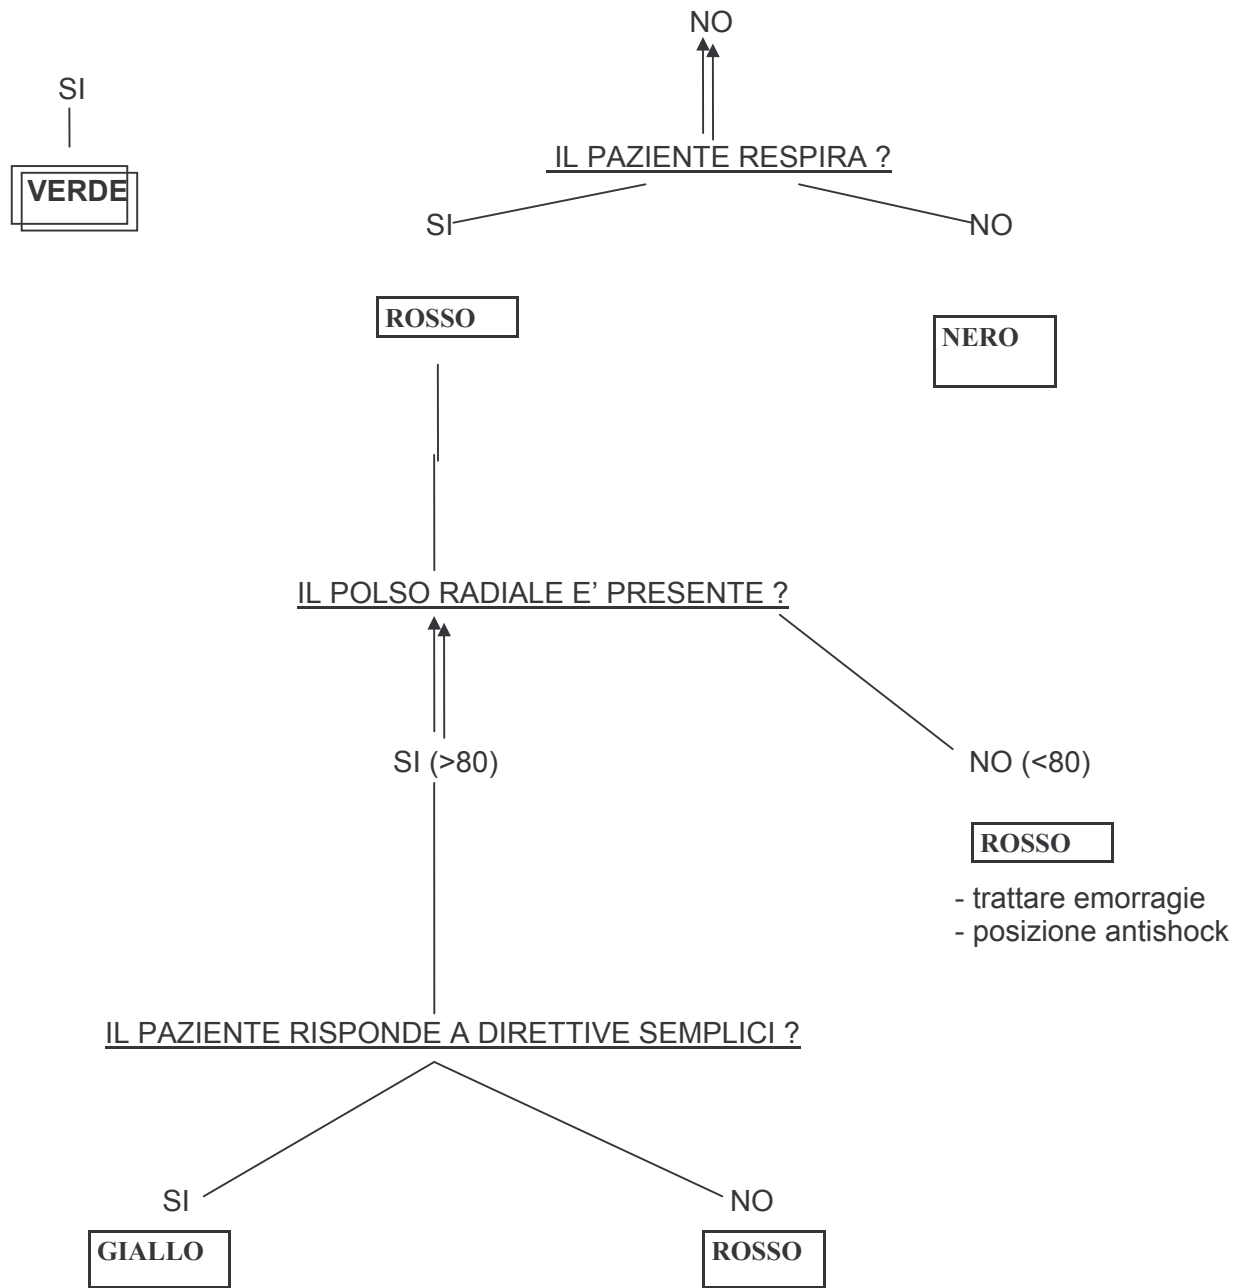 NO
SI
IL PAZIENTE RESPIRA ?
VERDE
SI
NO
ROSSO
NERO
IL POLSO RADIALE E’ PRESENTE ?
SI (>80)
NO (<80)
ROSSO
- trattare emorragie
- posizione antishock
IL PAZIENTE RISPONDE A DIRETTIVE SEMPLICI ?
SI
NO
GIALLO
ROSSO